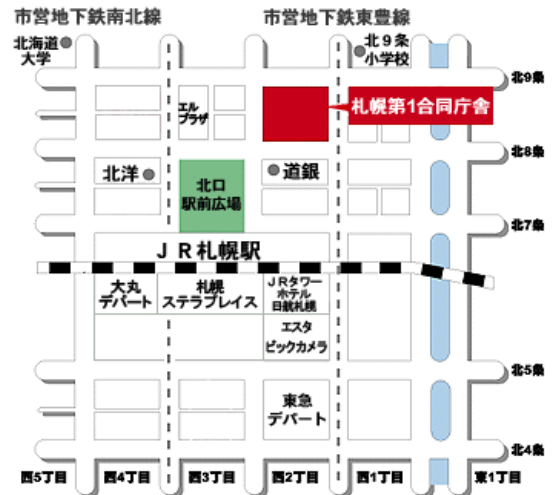 市営地下鉄南北線
市営地下鉄東豊線
北海道
大学
北9条
小学校
北9条
エル
プラザ
札幌第1合同庁舎
北8条
北洋
道銀
北口
駅前広場
北7条
JR札幌駅
大丸
デパート
札幌
ステラプレイス
JRタワー
ホテル
日航札幌
エスタ
ビックカメラ
北5条
東急
デパート
北4条
西5丁目
西4丁目
西3丁目
西2丁目
西1丁目
東1丁目